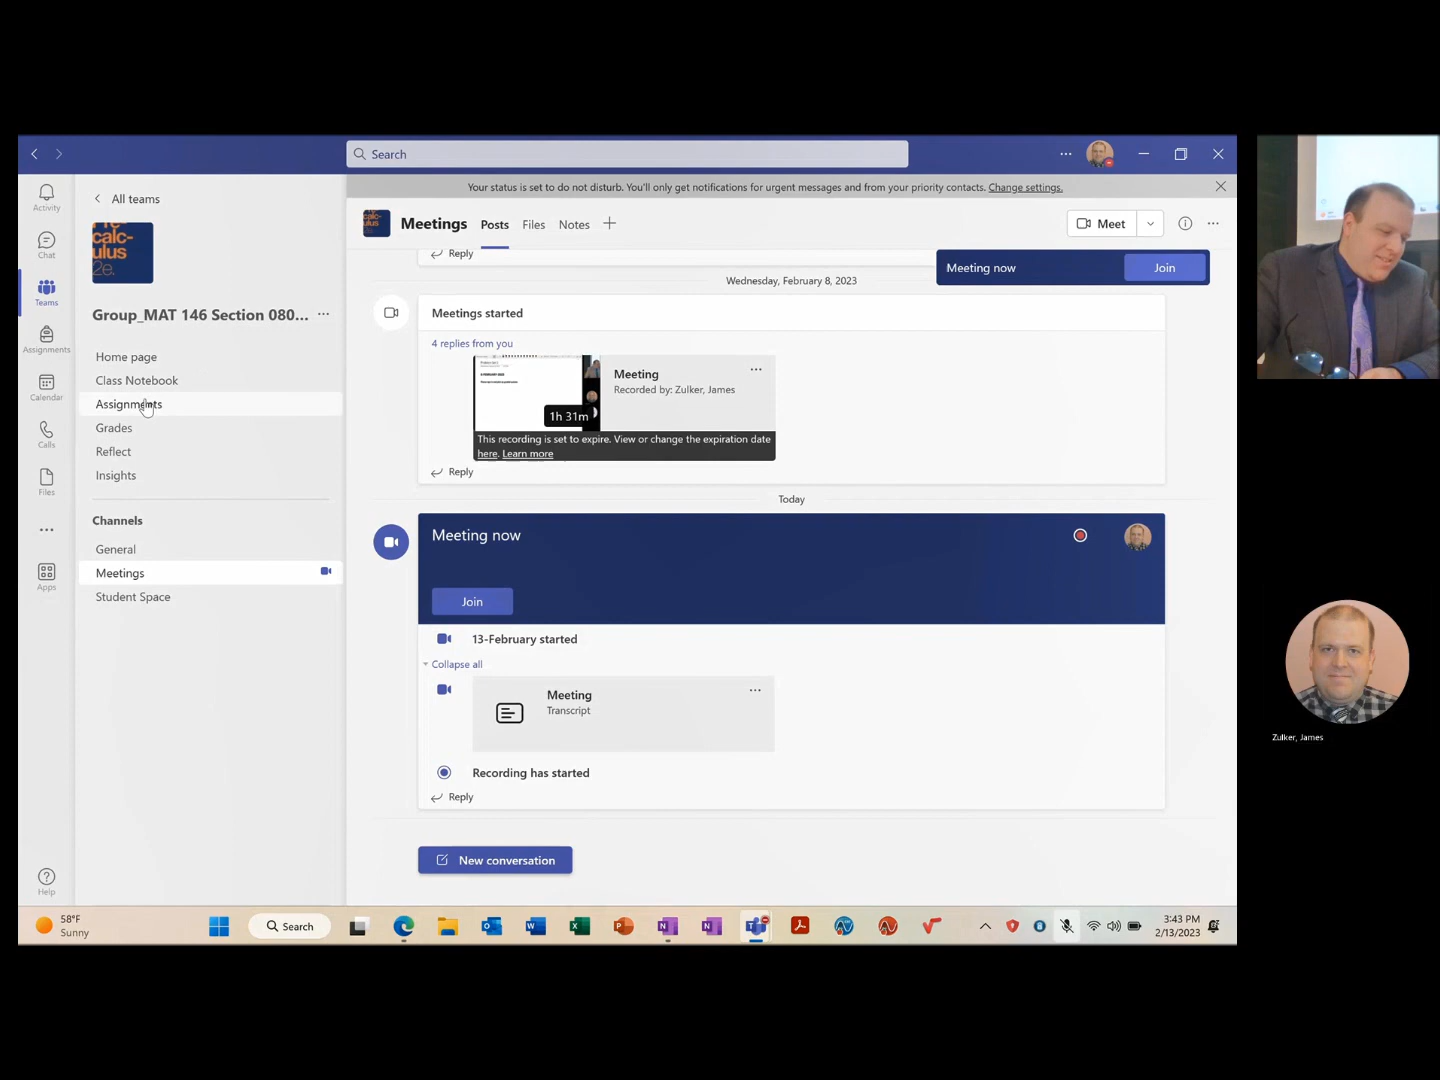 Search
Your status is set to do not disturb. You'll only get notifications for urgent messages and from your priority contacts. Change settings.
Activity
Chat
Teams
Assignments
Calendar
Calls
Files
Apps
Help
All teams
calc-
ulus
2e.
Group_MAT 146 Section 080...
Home page
Class Notebook
Assignments
Grades
Reflect
Insights
Channels
General
Meetings
Student Space
Meetings
Posts
Files
Notes
Meet
Reply
Meeting now
Join
Wednesday, February 8, 2023
Meetings started
4 replies from you
1h 31m
Meeting
Recorded by: Zulker, James
This recording is set to expire. View or change the expiration date
here. Learn more
Reply
Today
Meeting now
Join
13-February started
Collapse all
Meeting
Transcript
Recording has started
Reply
New conversation
Zulker, James
58°F
Sunny
Search
3:43 PM
2/13/2023